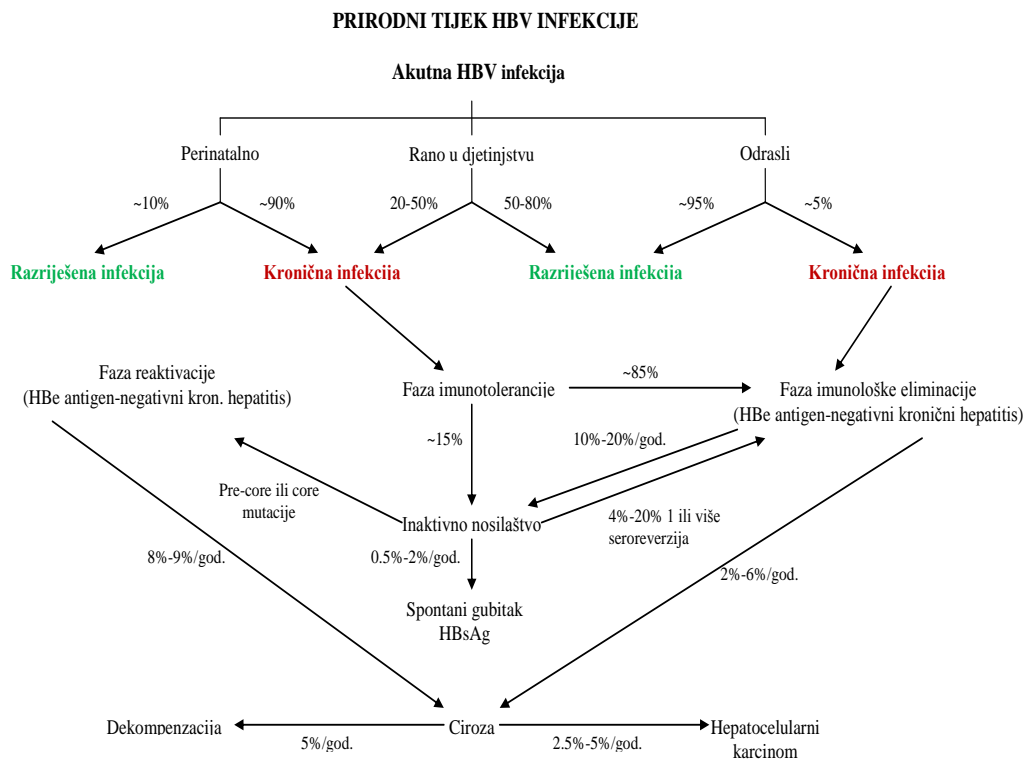 PRIRODNI TIJEK HBV INFEKCIJE
Akutna HBV infekcija
Perinatalno
Rano u djetinjstvu
Odrasli
~10%
~90%
20-50%
50-80%
~95%
~5%
Razriješena infekcija
Kronična infekcija
Razriješena infekcija
Kronična infekcija
Faza reaktivacije
(HBe antigen-negativni kron. hepatitis)
Faza imunotolerancije
~85%
Faza imunološke eliminacije
(HBe antigen-negativni kronični hepatitis)
~15%
10%-20%/god.
Pre-core ili core
mutacije
Inaktivno nosilaštvo
4%-20% 1 ili više
seroreverzija
8%-9%/god.
0.5%-2%/god.
2%-6%/god.
Spontani gubitak
HBsAg
Dekompenzacija
5%/god.
Ciroza
2.5%-5%/god.
Hepatocelularni
karcinom